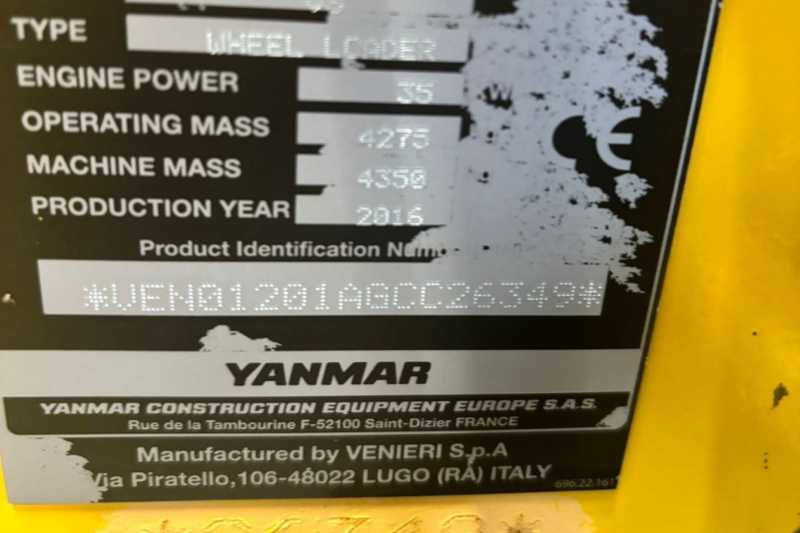 TYPE WHEEL LOADER
ENGINE POWER 35
OPERATING MASS 4275
MACHINE MASS 4350
PRODUCTION YEAR 2016
CE
Product Identification
*VEN01201AGCC26349*
YANMAR
YANMAR CONSTRUCTION EQUIPMENT EUROPE S.A.S.
Rue de la Tambourine F-52100 Saint-Dizier FRANCE
Manufactured by VENIERI S.p.A
Via Piratello,106-48022 LUGO (RA) ITALY